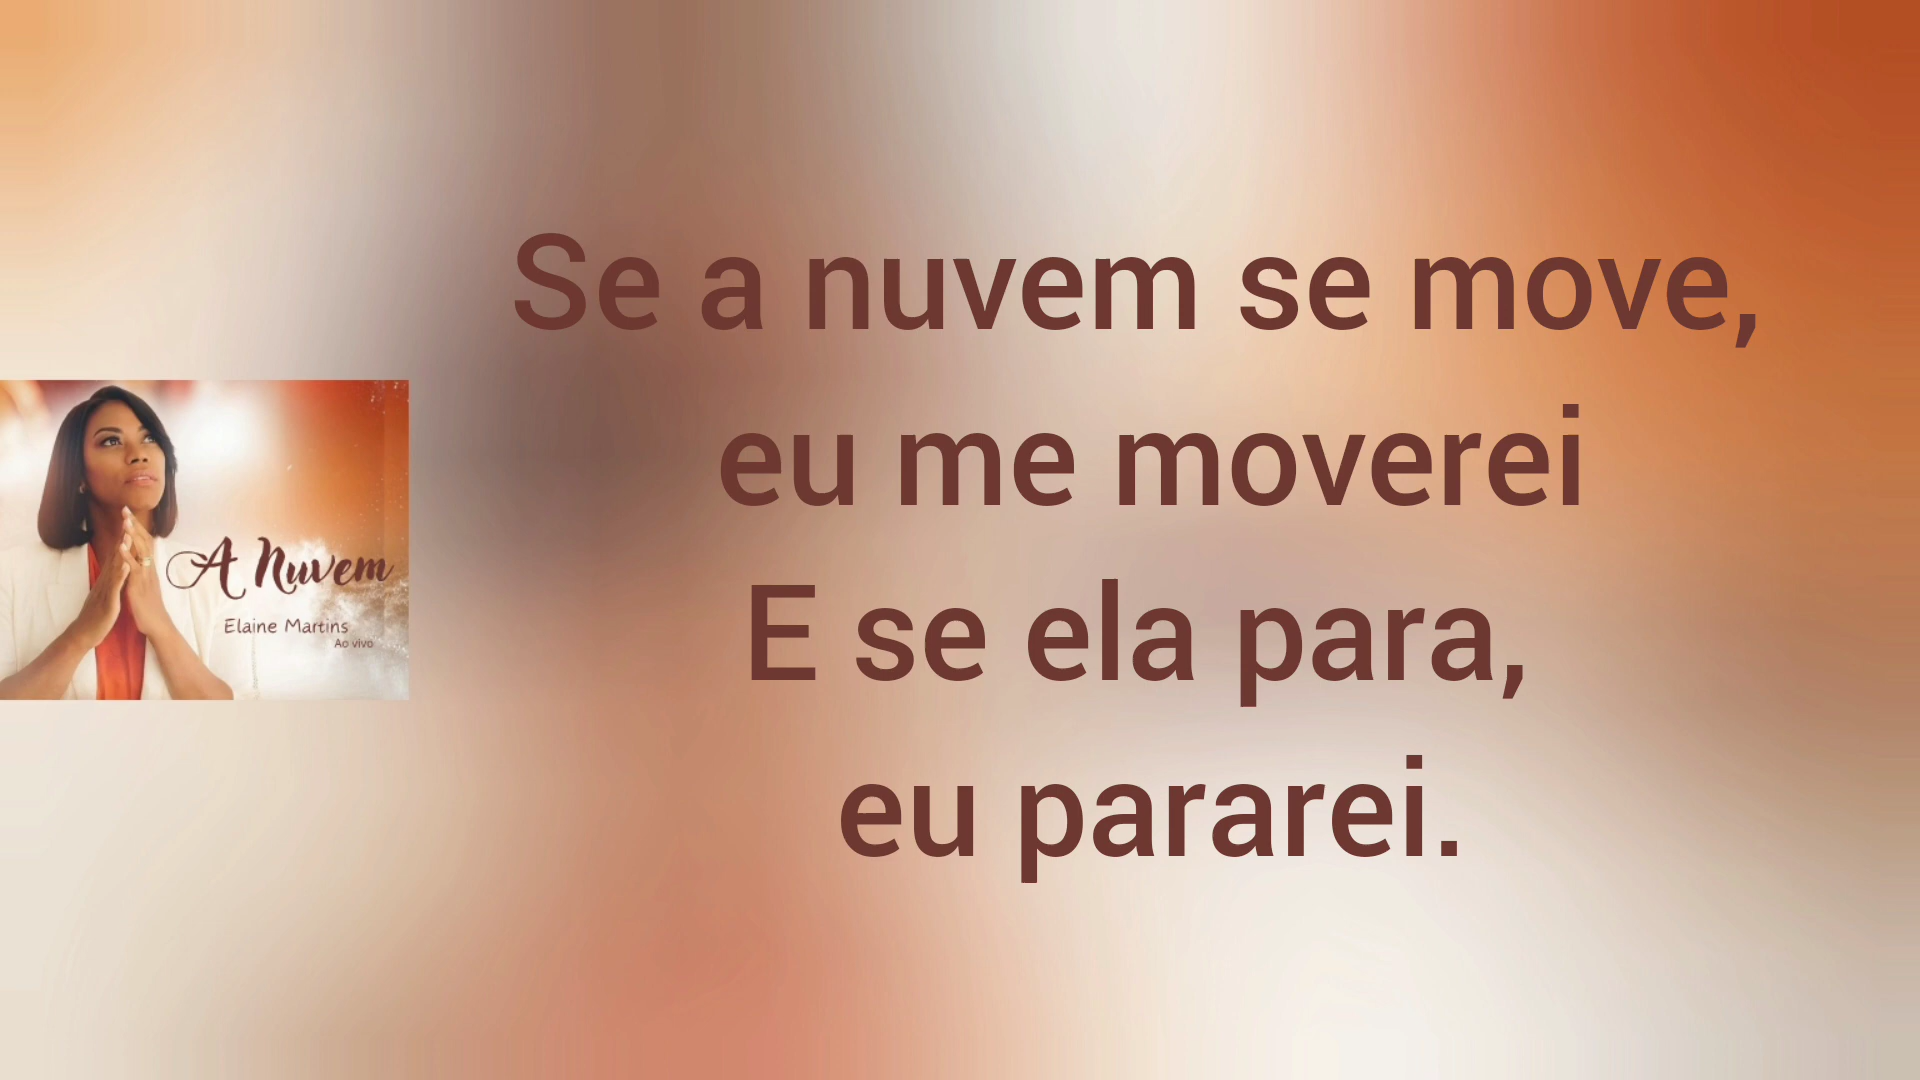 Se a nuvem se move,
eu me moverei
E se ela para,
eu pararei.
A Nuvem
Elaine Martins
Ao vivo